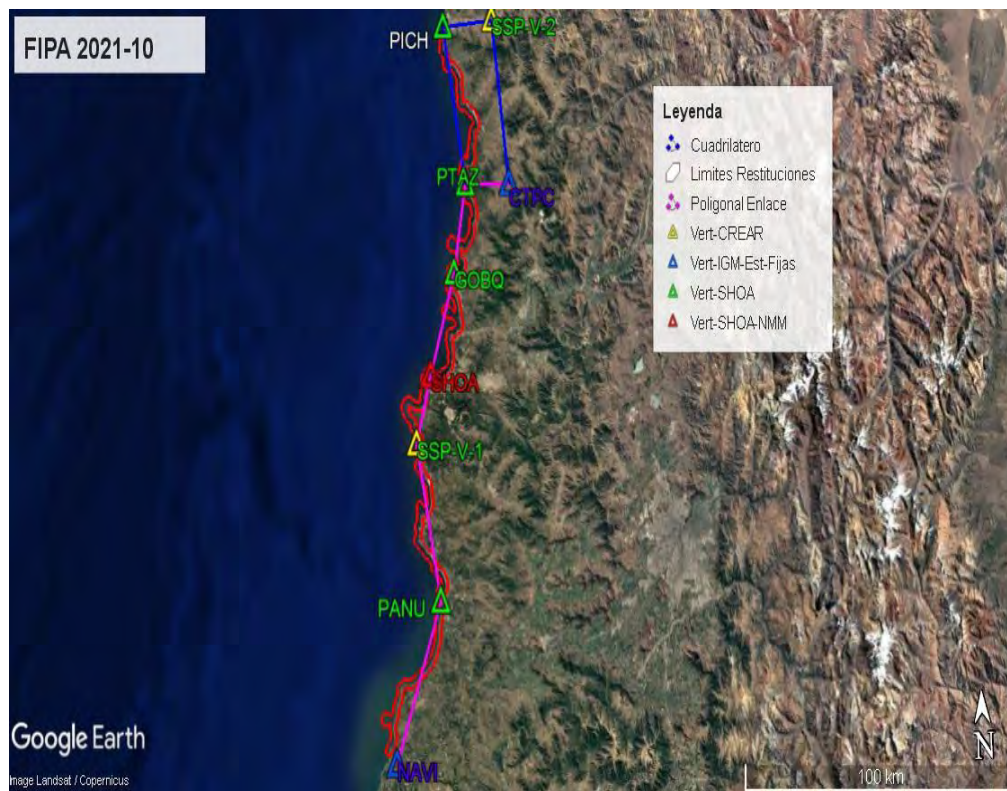 FIPA 2021-10
PICH
SSP-V-2
Leyenda
Cuadrilatero
Limites Restituciones
Poligonal Enlace
Vert-CREAR
Vert-IGM-Est-Fijas
Vert-SHOA
Vert-SHOA-NMM
PTAZ
CTPC
GOBQ
SHOA
SSP-V-1
PANU
NAVI
N
Google Earth
Image Landsat / Copernicus
100 km